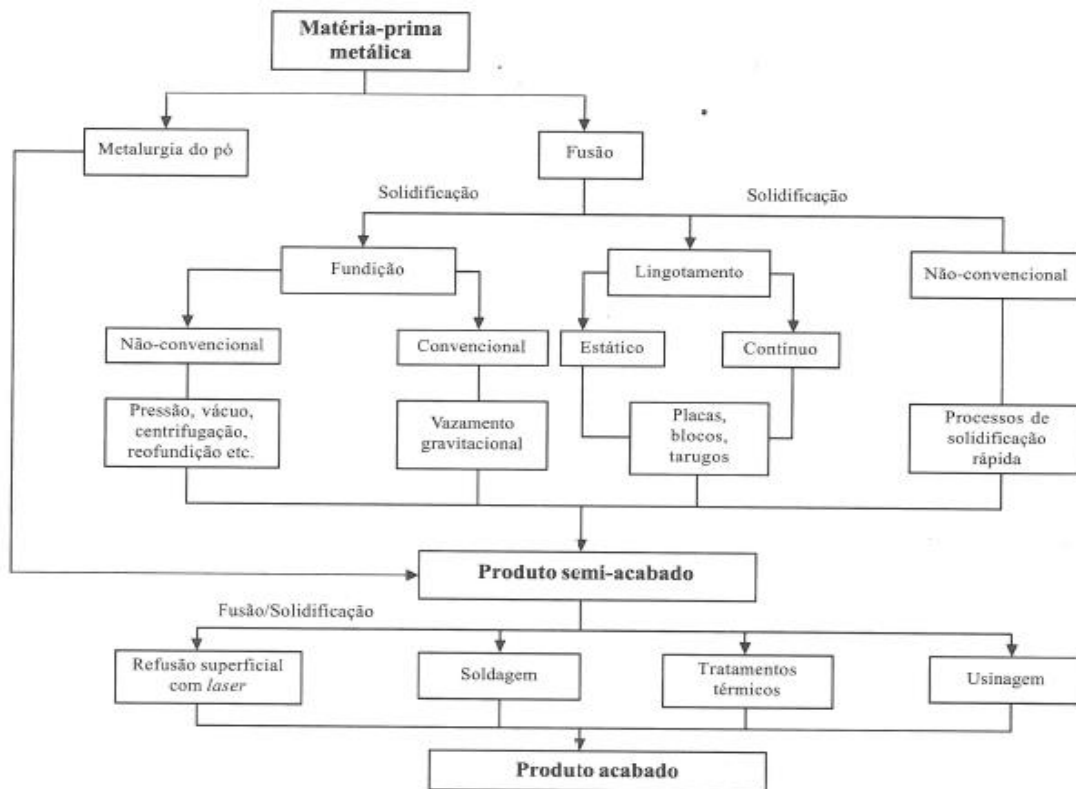 Matéria-prima
metálica
Metalurgia do pó
Fusão
Solidificação
Solidificação
Fundição
Lingotamento
Não-convencional
Não-convencional
Convencional
Estático
Contínuo
Pressão, vácuo,
centrifugação,
reofundição etc.
Vazamento
gravitacional
Placas,
blocos,
tarugos
Processos de
solidificação
rápida
Produto semi-acabado
Fusão/Solidificação
Refusão superficial
com laser
Soldagem
Tratamentos
térmicos
Usinagem
Produto acabado